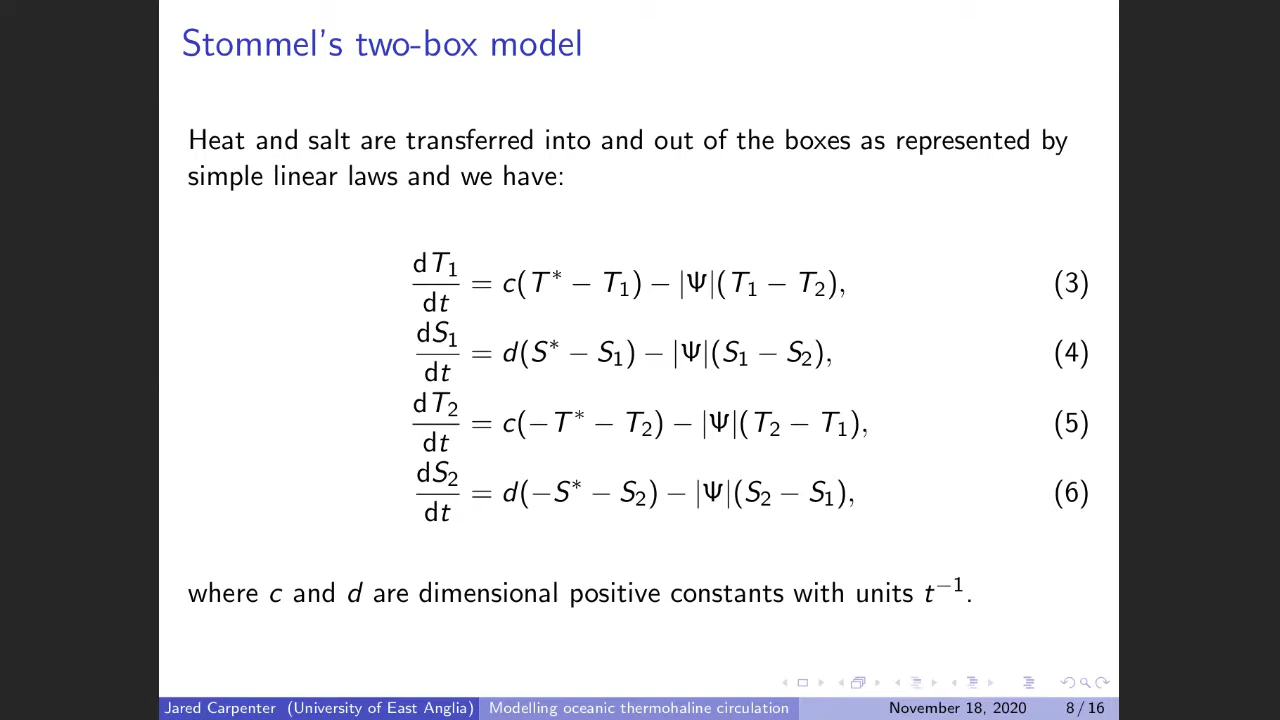 Stommel's two-box model
Heat and salt are transferred into and out of the boxes as represented by
simple linear laws and we have:
dT₁/dt = c(T* − T₁) − |Ψ|(T₁ − T₂), (3)
dS₁/dt = d(S* − S₁) − |Ψ|(S₁ − S₂), (4)
dT₂/dt = c(−T* − T₂) − |Ψ|(T₂ − T₁), (5)
dS₂/dt = d(−S* − S₂) − |Ψ|(S₂ − S₁), (6)
where c and d are dimensional positive constants with units t⁻¹.
Jared Carpenter (University of East Anglia) Modelling oceanic thermohaline circulation November 18, 2020 8 / 16